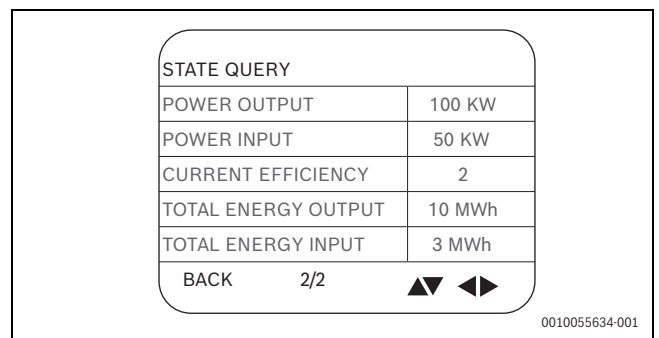 STATE QUERY
POWER OUTPUT 100 KW
POWER INPUT 50 KW
CURRENT EFFICIENCY 2
TOTAL ENERGY OUTPUT 10 MWh
TOTAL ENERGY INPUT 3 MWh
BACK 2/2
0010055634-001